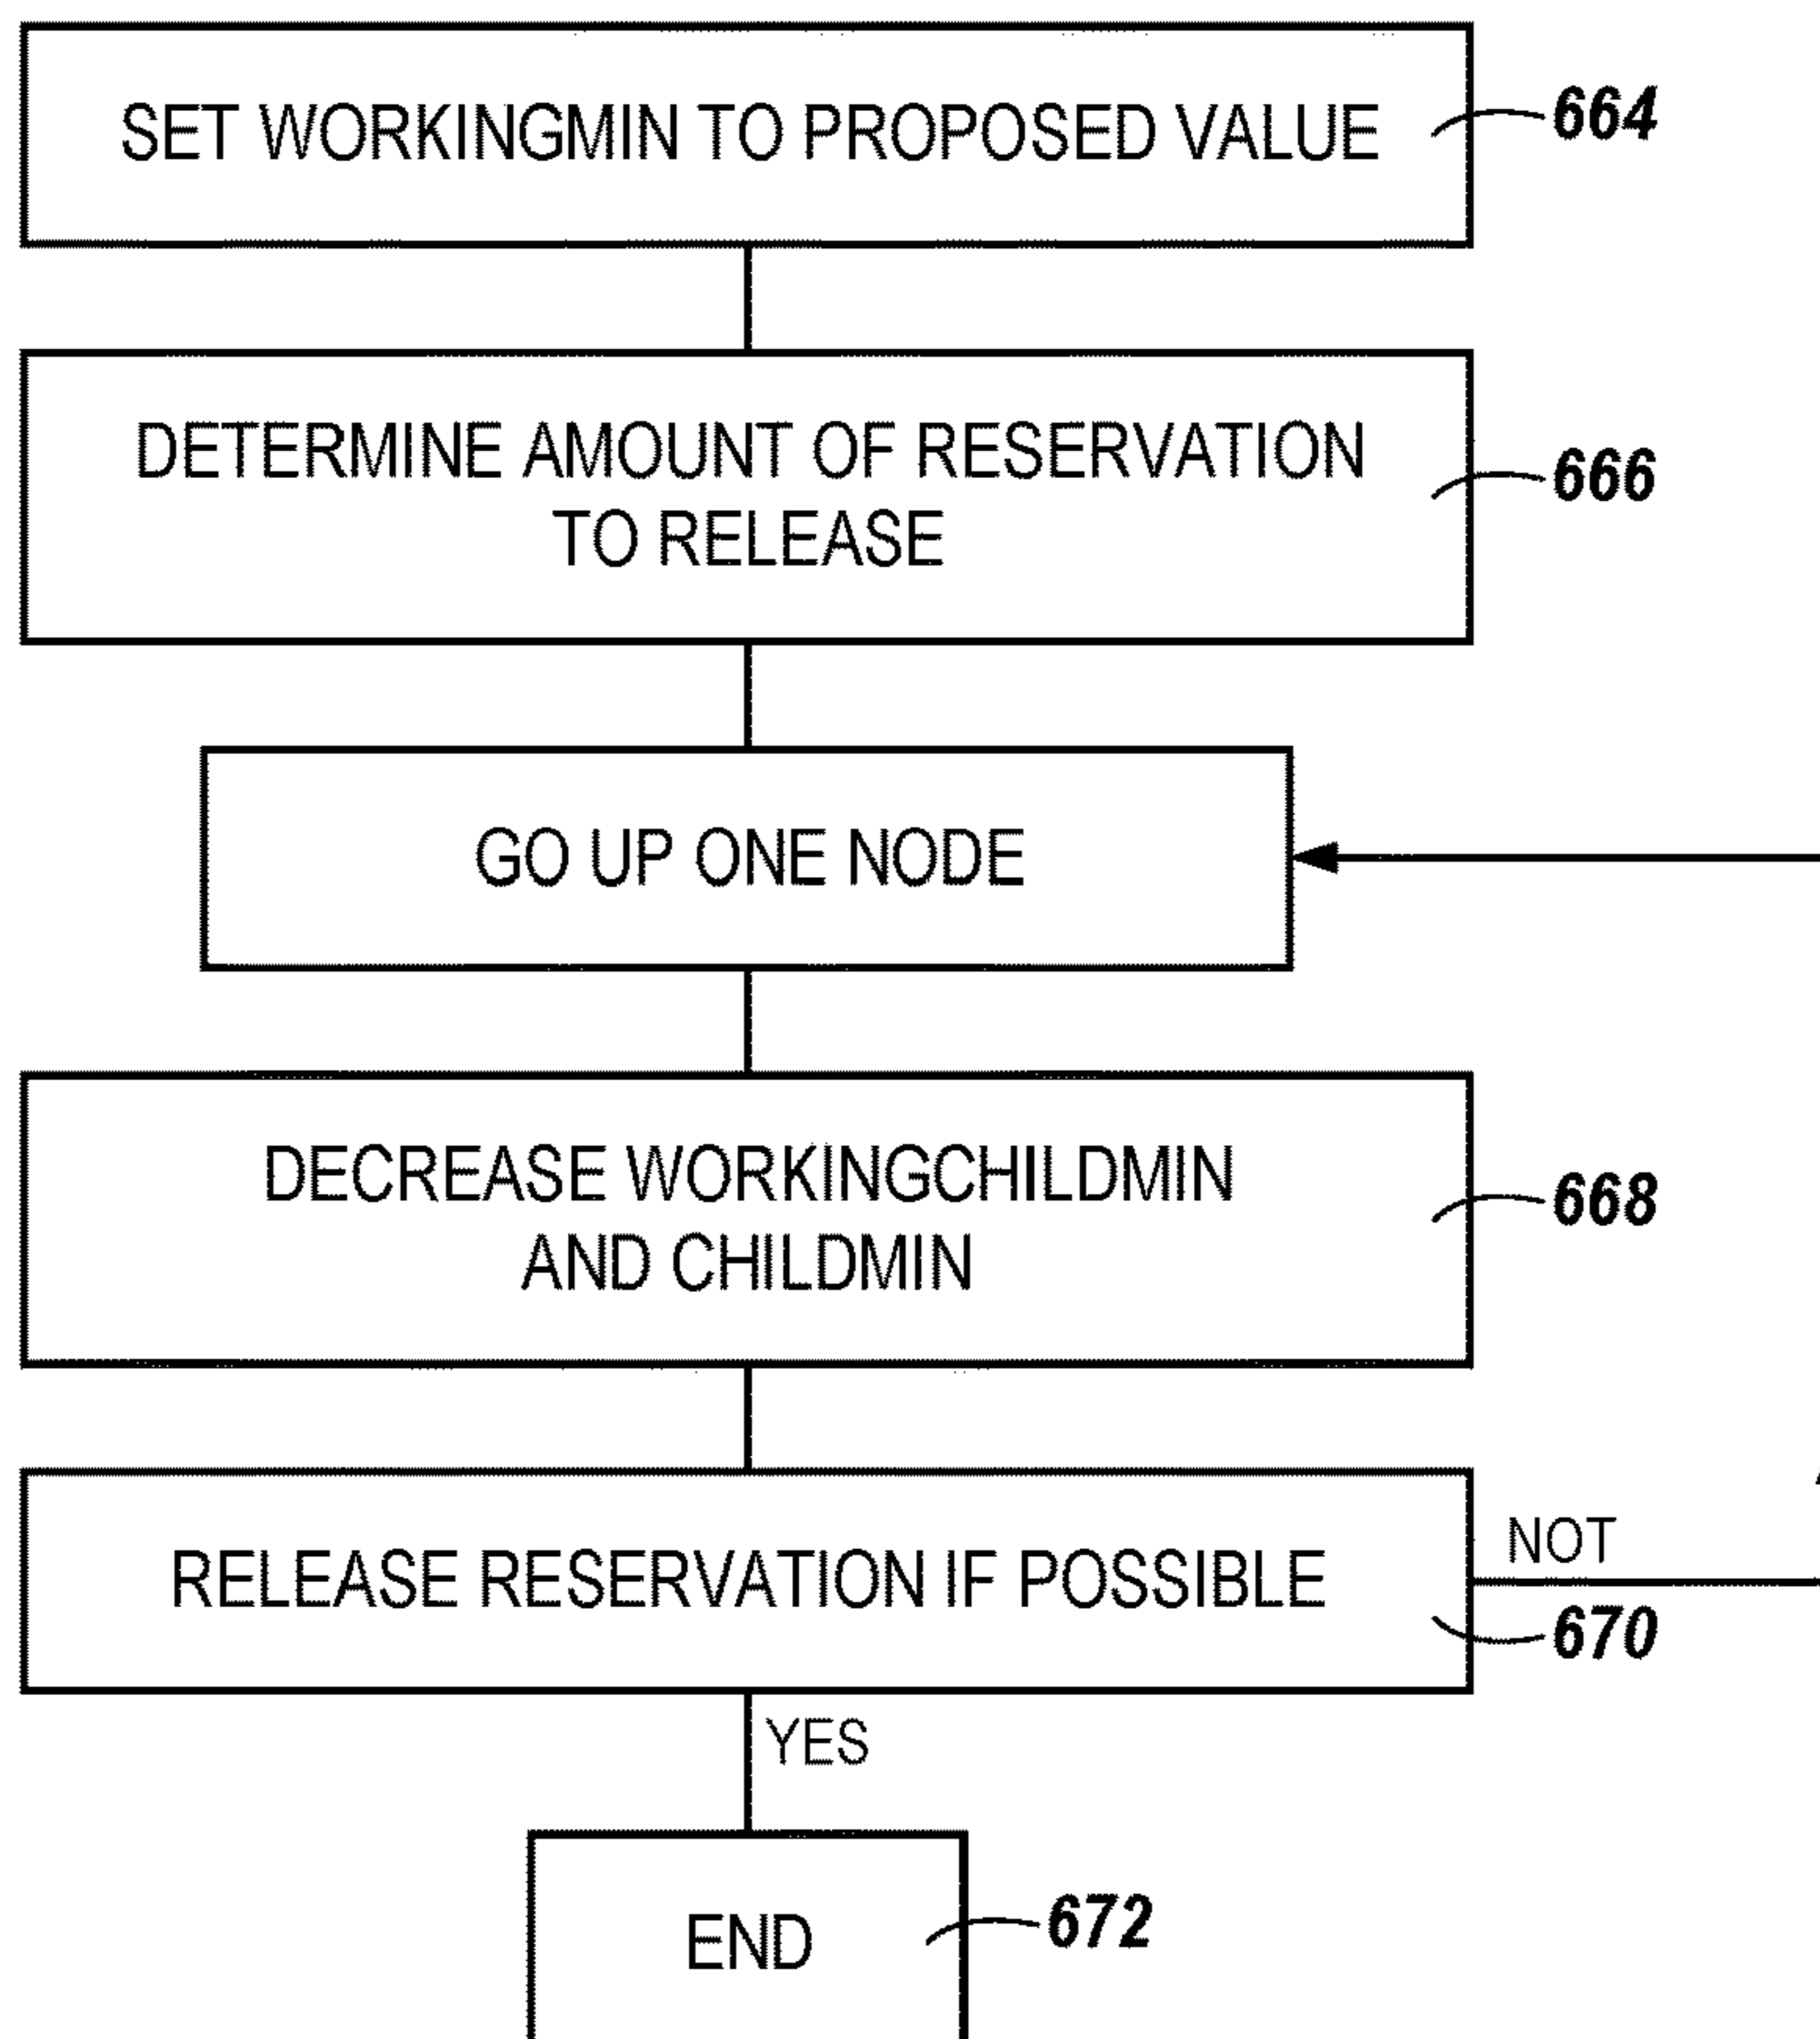 SET WORKINGMIN TO PROPOSED VALUE
664
DETERMINE AMOUNT OF RESERVATION
TO RELEASE
666
GO UP ONE NODE
DECREASE WORKINGCHILDMIN
AND CHILDMIN
668
RELEASE RESERVATION IF POSSIBLE
NOT
670
YES
END
672